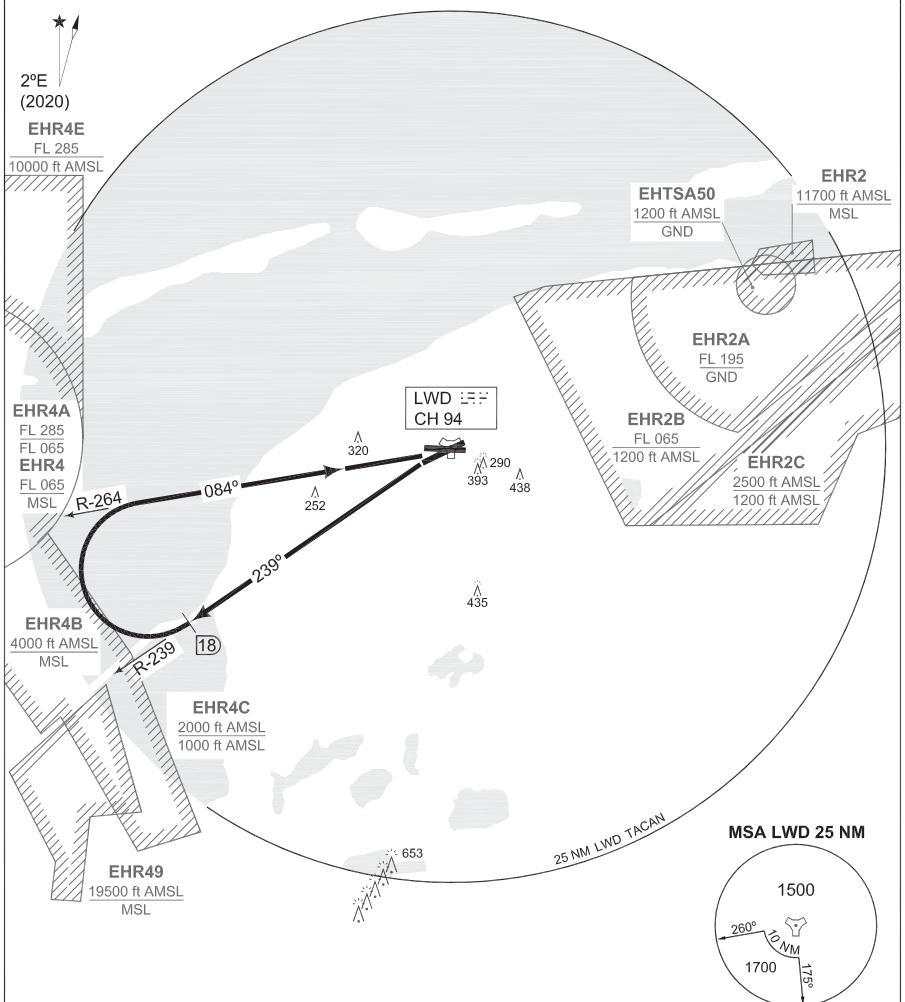 2ºE
(2020)
EHR4E
FL 285
10000 ft AMSL
EHTSA50
1200 ft AMSL
GND
EHR2
11700 ft AMSL
MSL
EHR2A
FL 195
GND
EHR4A
FL 285
FL 065
EHR4
FL 065
MSL
LWD
CH 94
EHR2B
FL 065
1200 ft AMSL
EHR2C
2500 ft AMSL
1200 ft AMSL
320
290
393
438
252
R-264
084º
239º
435
EHR4B
4000 ft AMSL
MSL
18
R-239
EHR4C
2000 ft AMSL
1000 ft AMSL
653
25 NM LWD TACAN
EHR49
19500 ft AMSL
MSL
MSA LWD 25 NM
1500
260º
10 NM
1700
175º